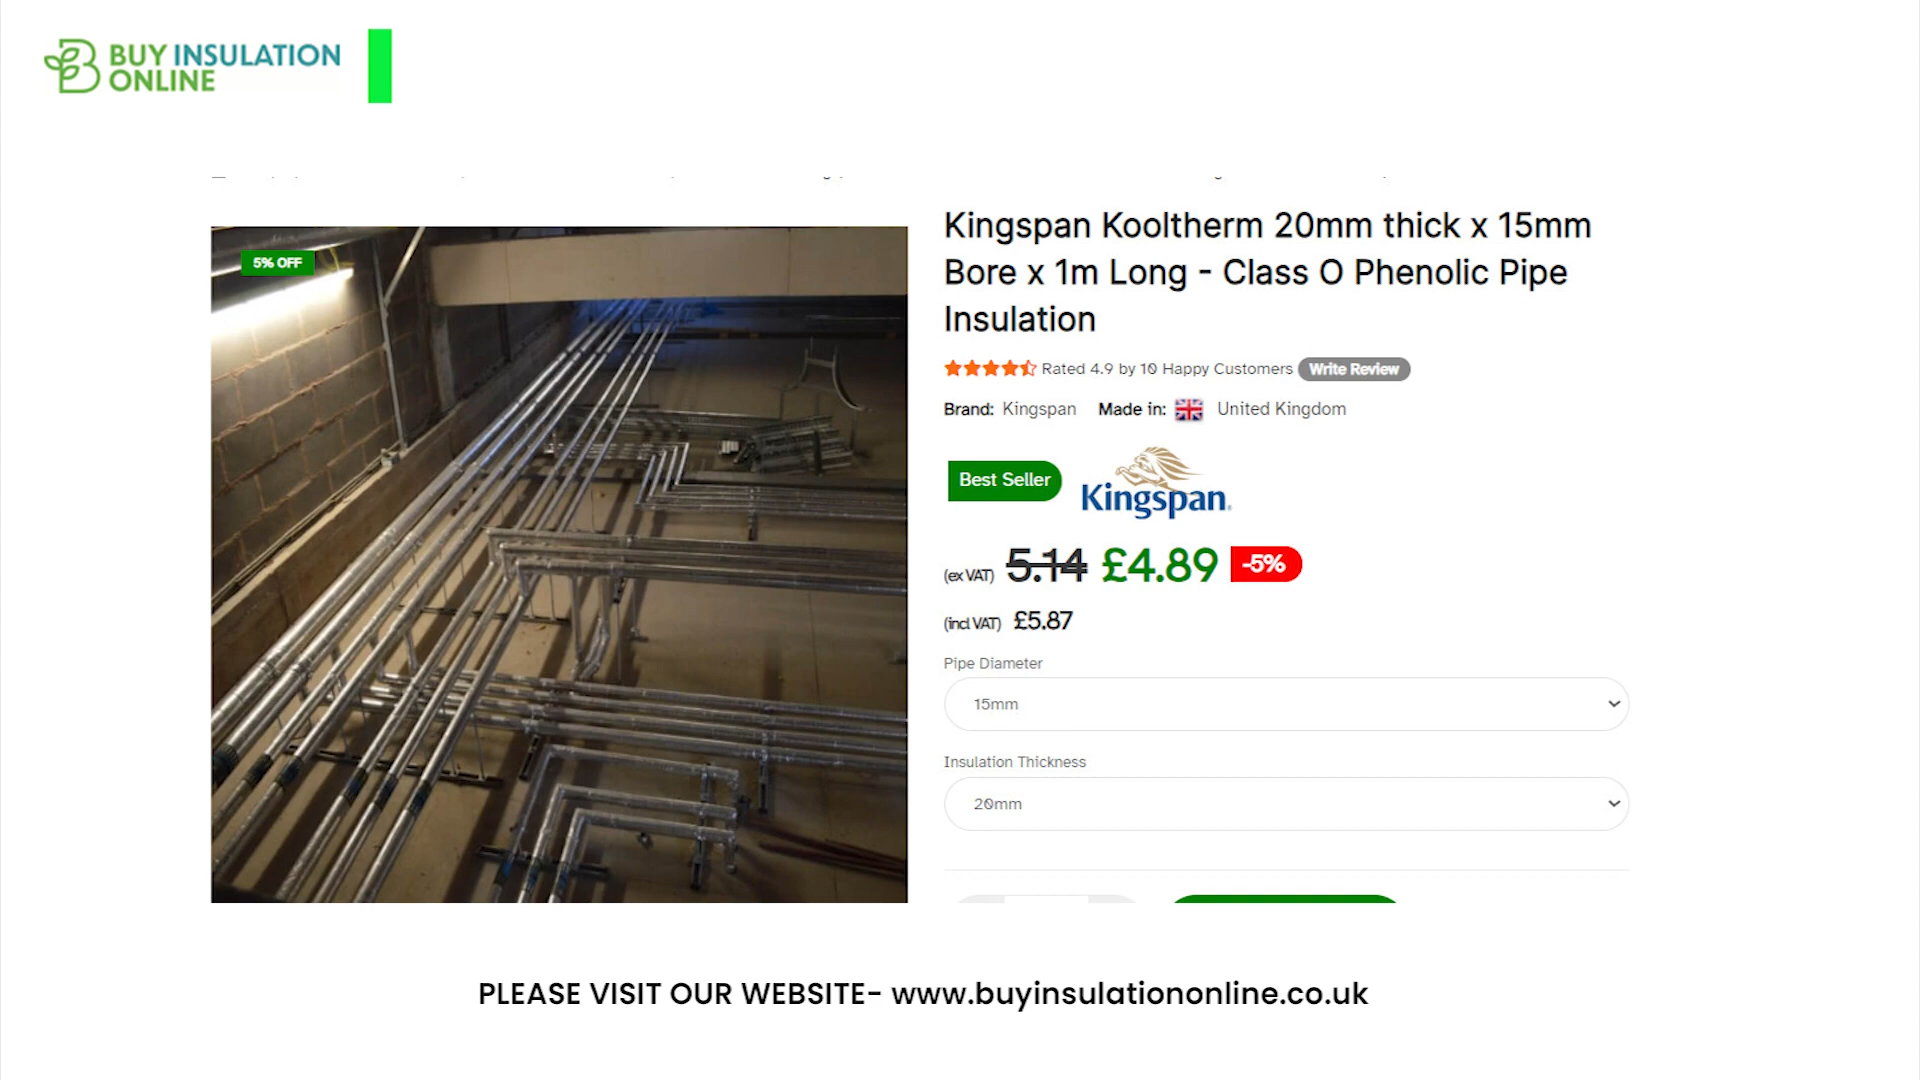 BUY INSULATION
ONLINE
5% OFF
Kingspan Kooltherm 20mm thick x 15mm
Bore x 1m Long - Class O Phenolic Pipe
Insulation
Rated 4.9 by 10 Happy Customers Write Review
Brand: Kingspan Made in: United Kingdom
Best Seller
Kingspan
(ex VAT) 5.14 £4.89 -5%
(incl VAT) £5.87
Pipe Diameter
15mm
Insulation Thickness
20mm
PLEASE VISIT OUR WEBSITE- www.buyinsulationonline.co.uk